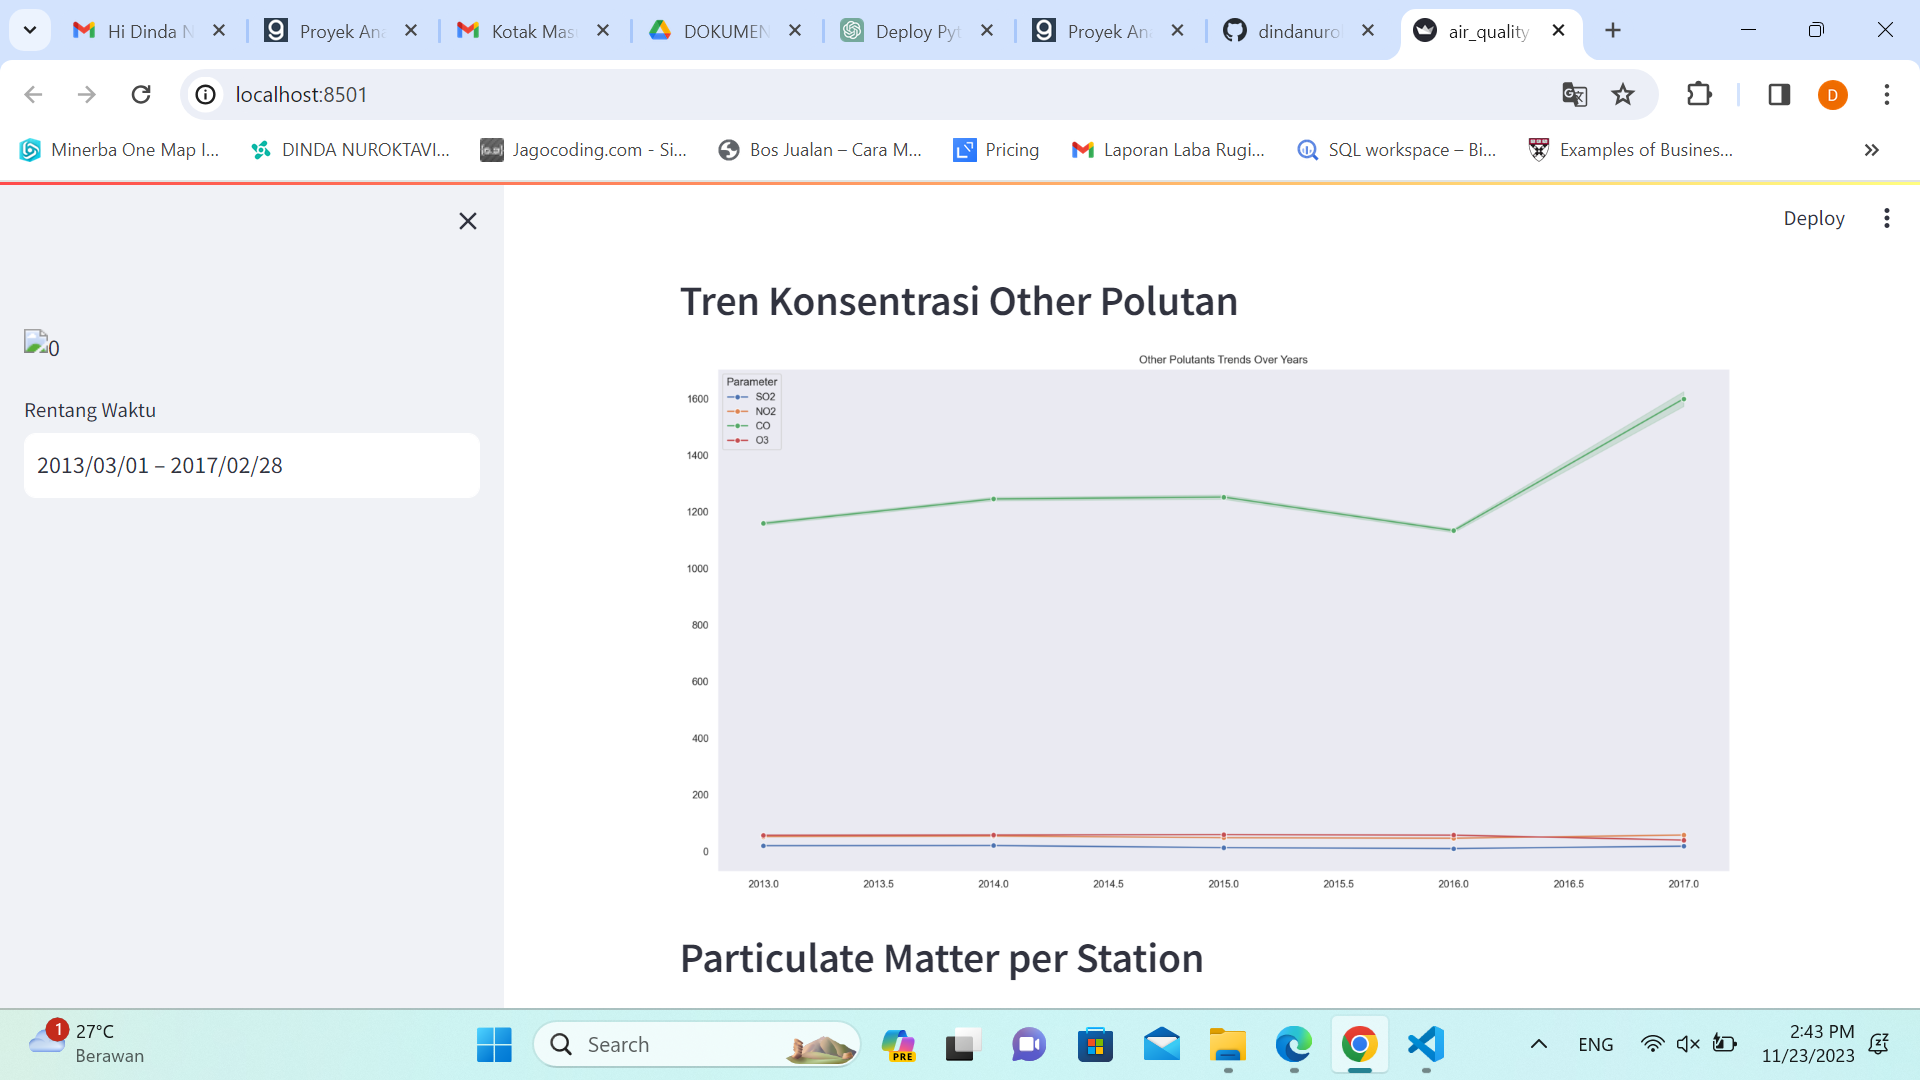 Hi Dinda N
Proyek Ana
Kotak Mas
DOKUMEN
Deploy Pyt
Proyek An
dindanuro
air_quality
localhost:8501
D
Minerba One Map I...
DINDA NUROKTAVI...
Jagocoding.com - Si...
Bos Jualan – Cara M...
Pricing
Laporan Laba Rugi...
SQL workspace – Bi...
Examples of Busines...
Deploy
0
Rentang Waktu
2013/03/01 – 2017/02/28
Tren Konsentrasi Other Polutan
Other Polutants Trends Over Years
Parameter
SO2
NO2
CO
O3
1600
1400
1200
1000
800
600
400
200
0
2013.0 2013.5 2014.0 2014.5 2015.0 2015.5 2016.0 2016.5 2017.0
Particulate Matter per Station
1
27°C
Berawan
Search
PRE
ENG
2:43 PM
11/23/2023